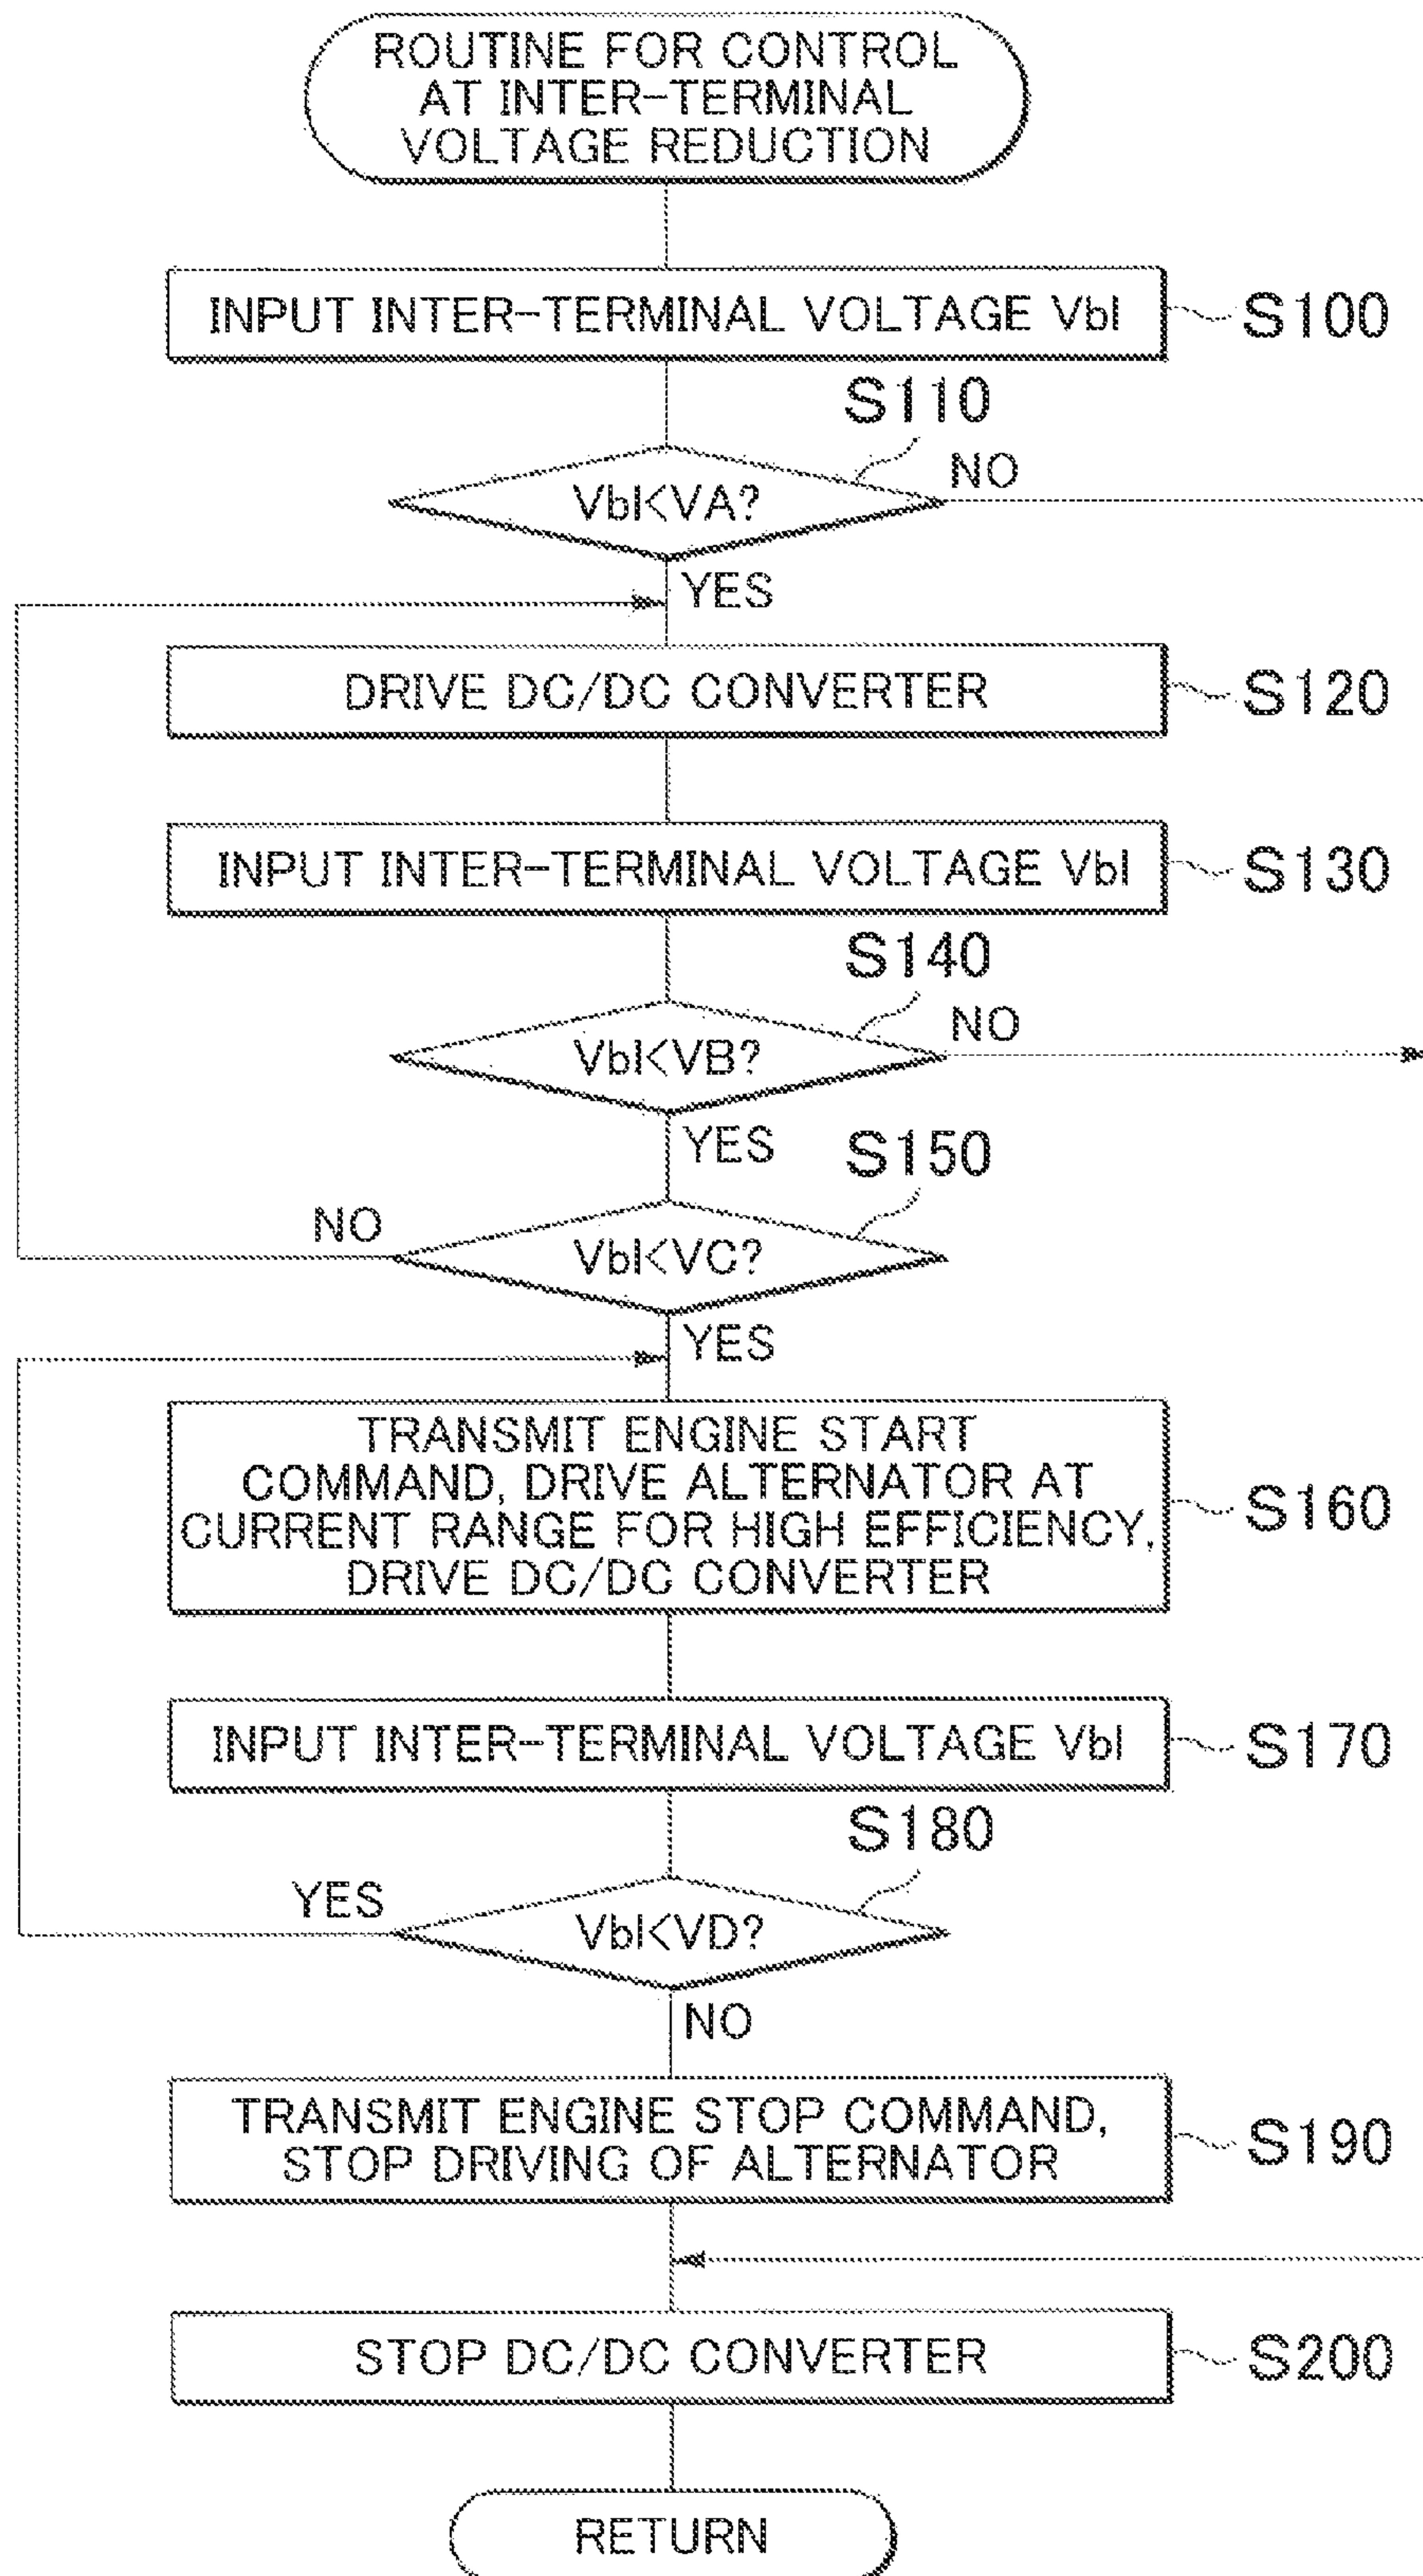 ROUTINE FOR CONTROL
AT INTER-TERMINAL
VOLTAGE REDUCTION
INPUT INTER-TERMINAL VOLTAGE Vbl
S100
S110
Vbl<VA?
NO
YES
DRIVE DC/DC CONVERTER
S120
INPUT INTER-TERMINAL VOLTAGE Vbl
S130
S140
Vbl<VB?
NO
YES
S150
Vbl<VC?
NO
YES
TRANSMIT ENGINE START
COMMAND, DRIVE ALTERNATOR AT
CURRENT RANGE FOR HIGH EFFICIENCY,
DRIVE DC/DC CONVERTER
S160
INPUT INTER-TERMINAL VOLTAGE Vbl
S170
S180
YES
Vbl<VD?
NO
TRANSMIT ENGINE STOP COMMAND,
STOP DRIVING OF ALTERNATOR
S190
STOP DC/DC CONVERTER
S200
RETURN